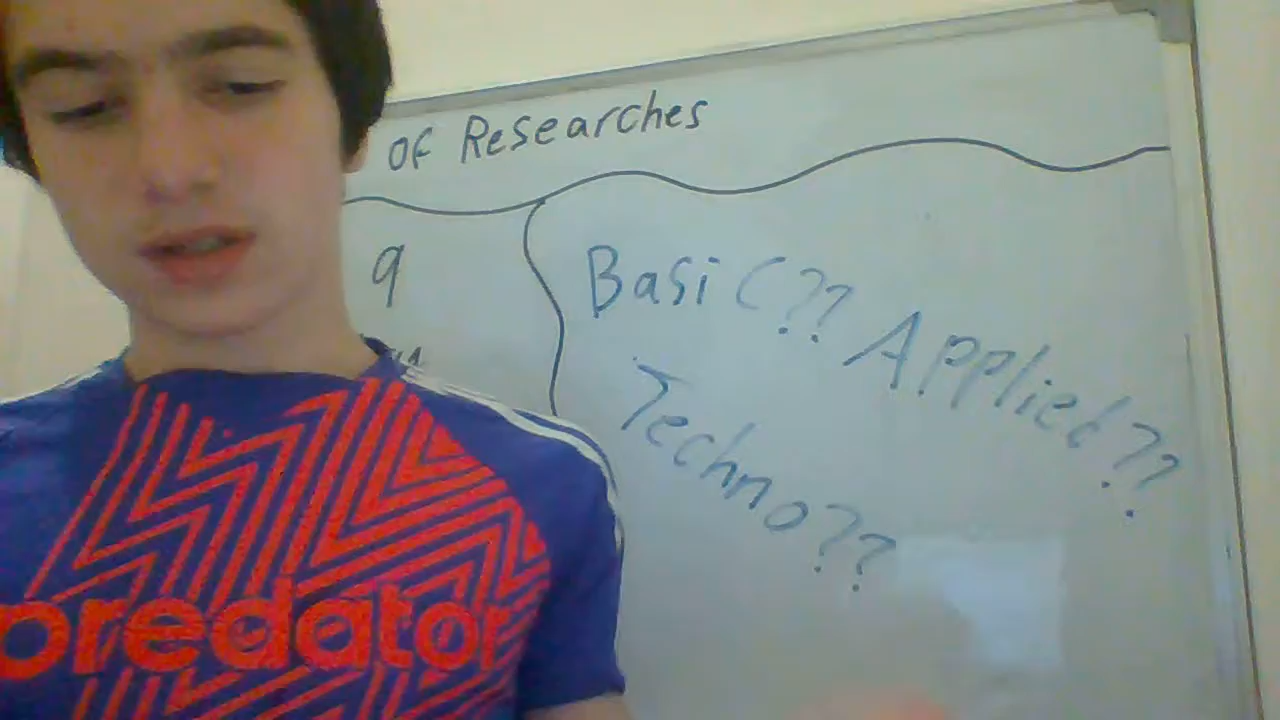 of Researches
9
Basic??
Applied??
Techno??
predator